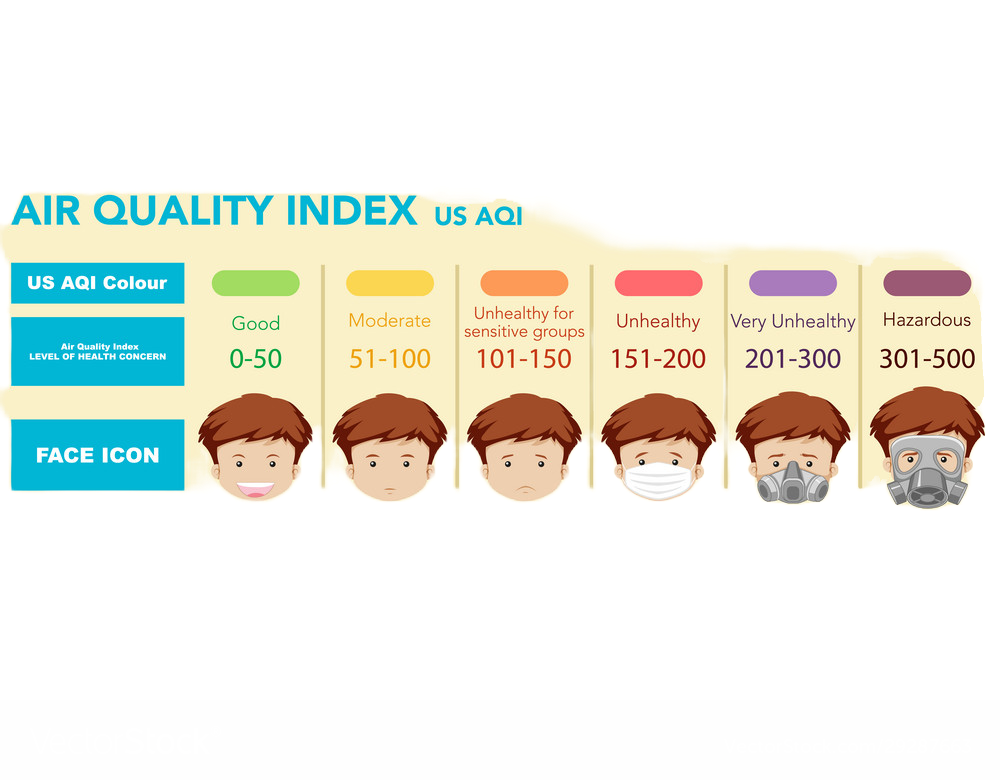 AIR QUALITY INDEX US AQI
US AQI Colour
Air Quality Index
LEVEL OF HEALTH CONCERN
Good
0-50
Moderate
51-100
Unhealthy for
sensitive groups
101-150
Unhealthy
151-200
Very Unhealthy
201-300
Hazardous
301-500
FACE ICON